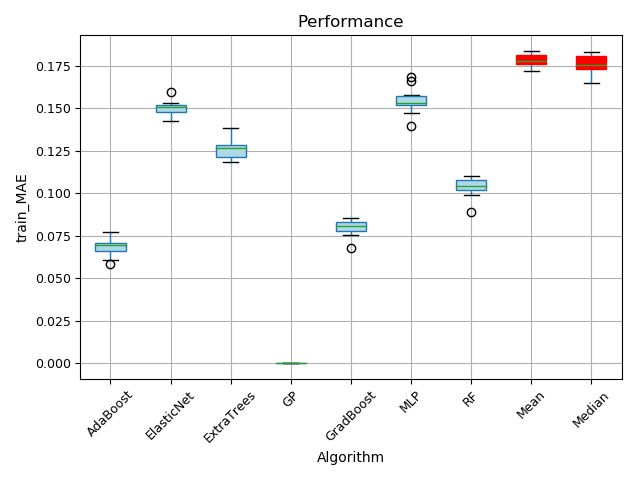 Performance
train_MAE
0.175
0.150
0.125
0.100
0.075
0.050
0.025
0.000
AdaBoost
ElasticNet
ExtraTrees
GP
GradBoost
MLP
RF
Mean
Median
Algorithm